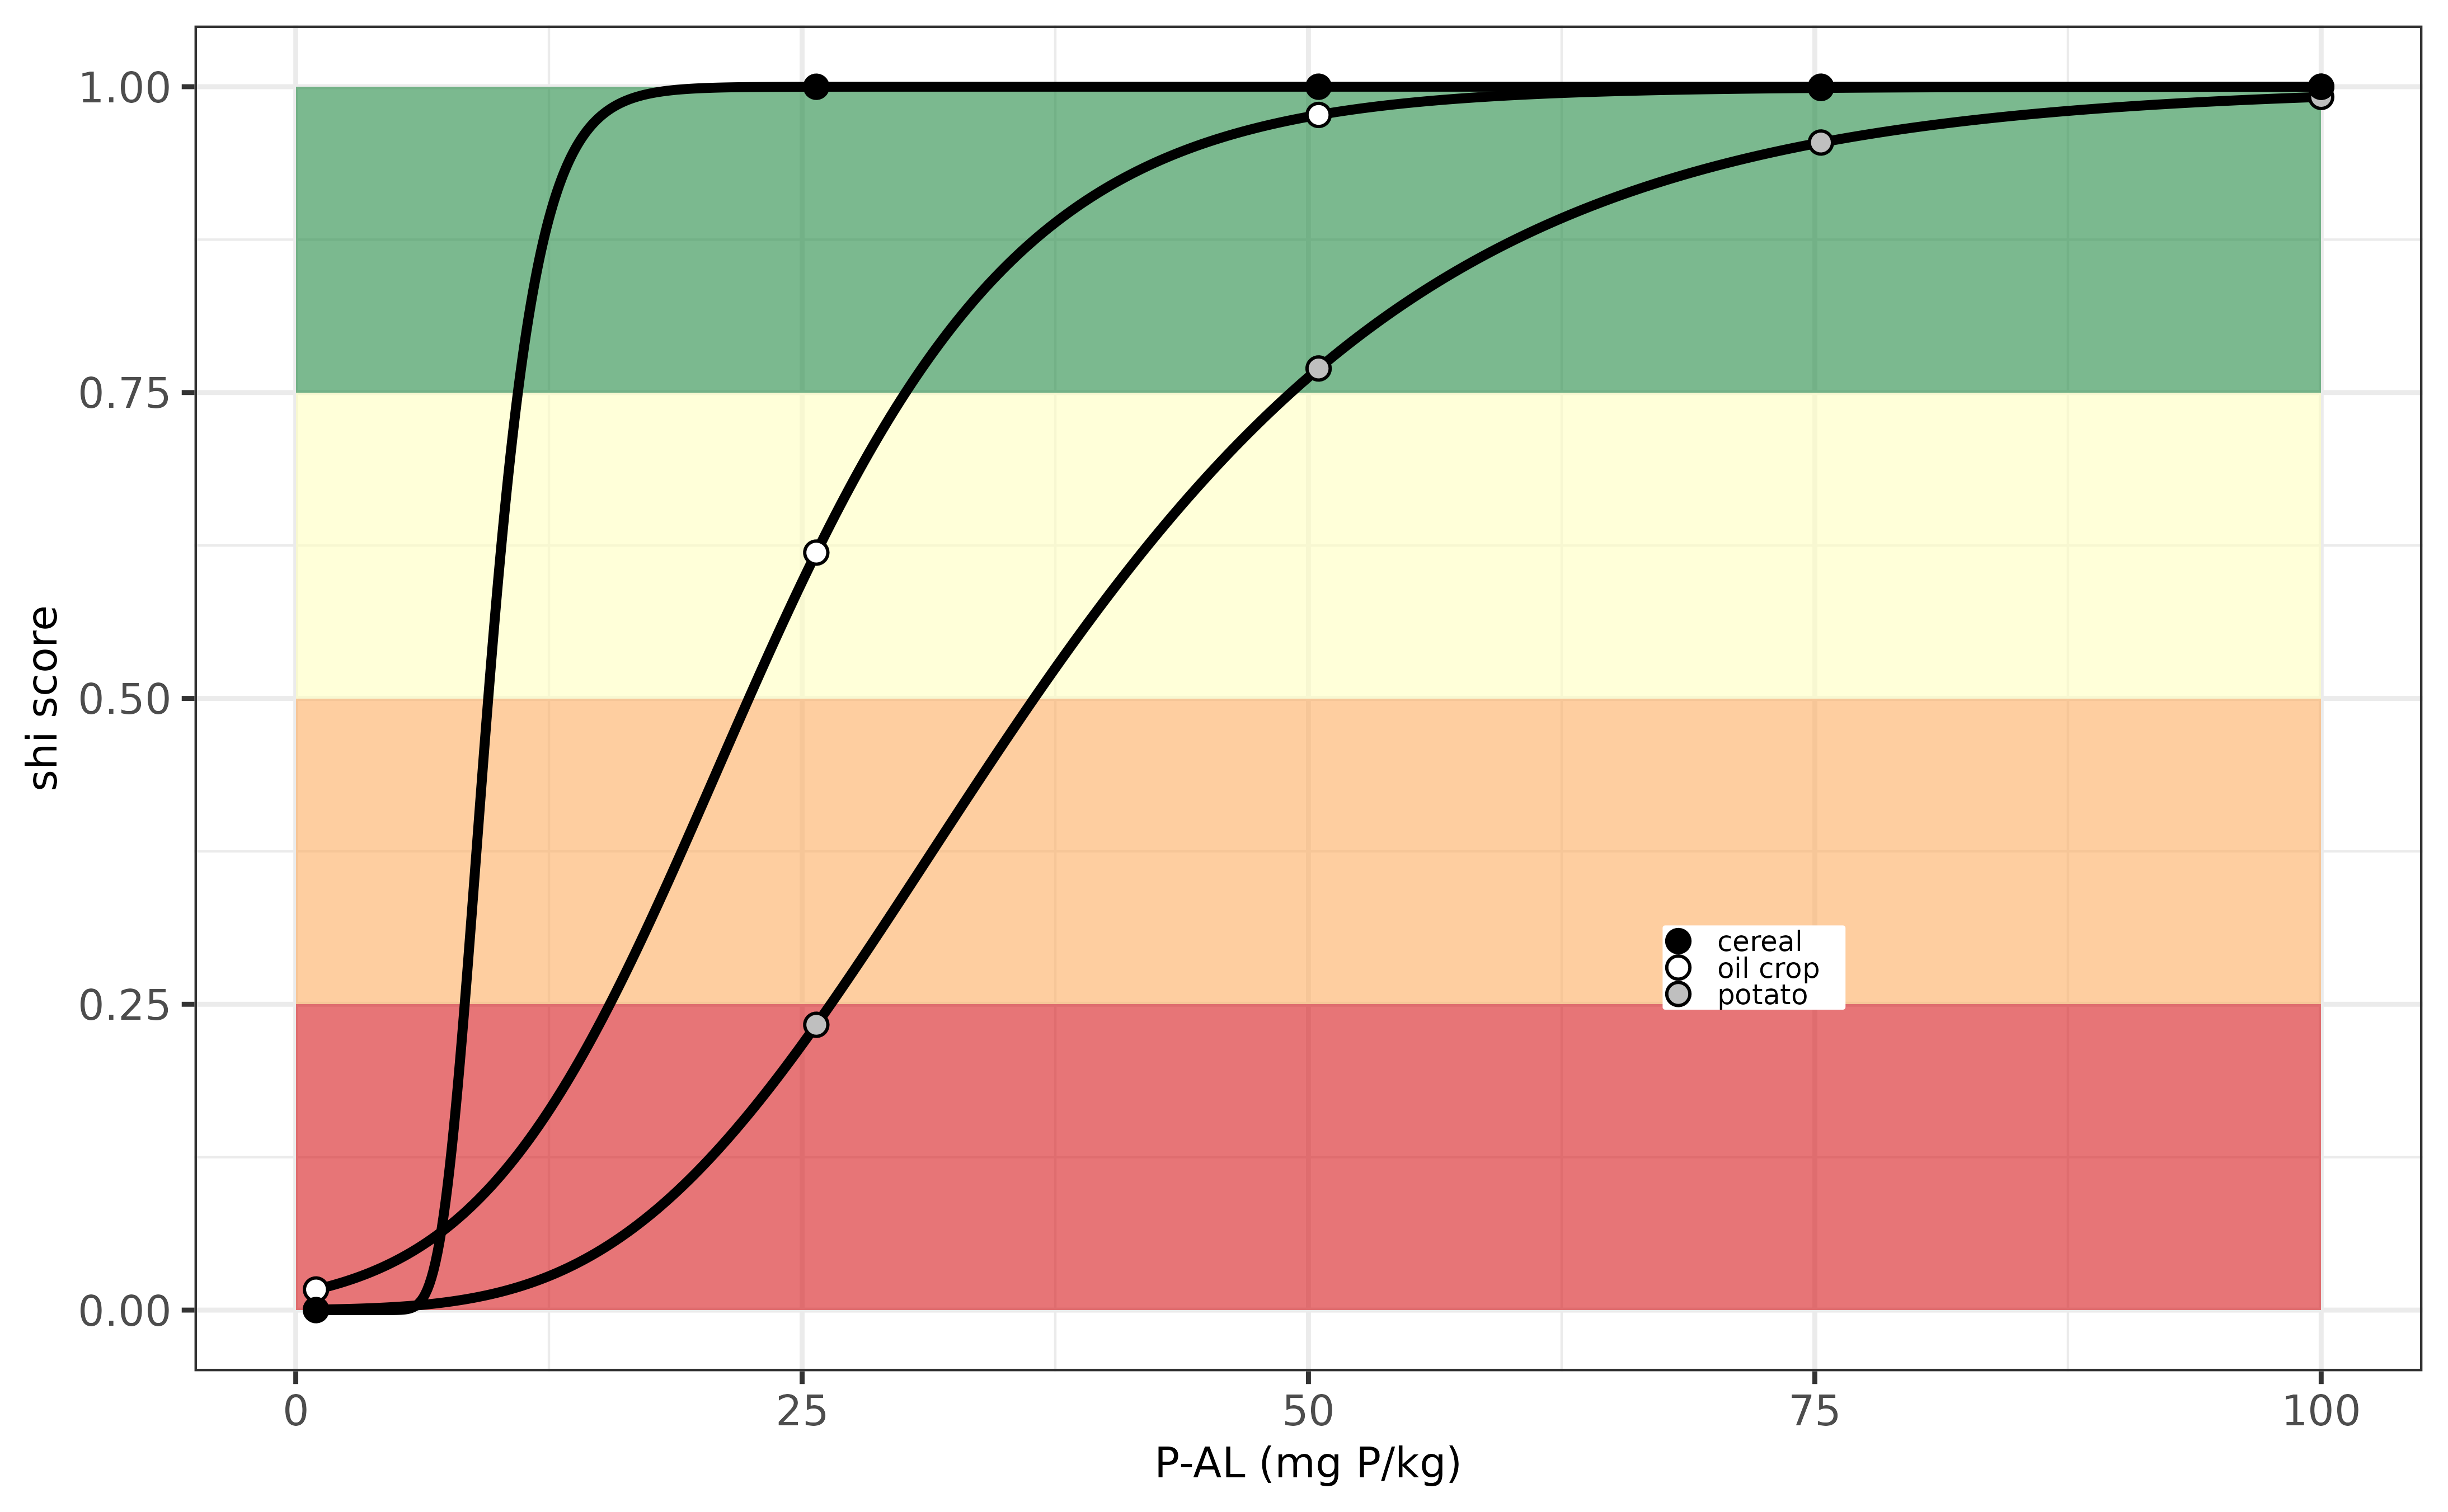 1.00
0.75
0.50
0.25
0.00
shi score
cereal
oil crop
potato
0 25 50 75 100
P-AL (mg P/kg)